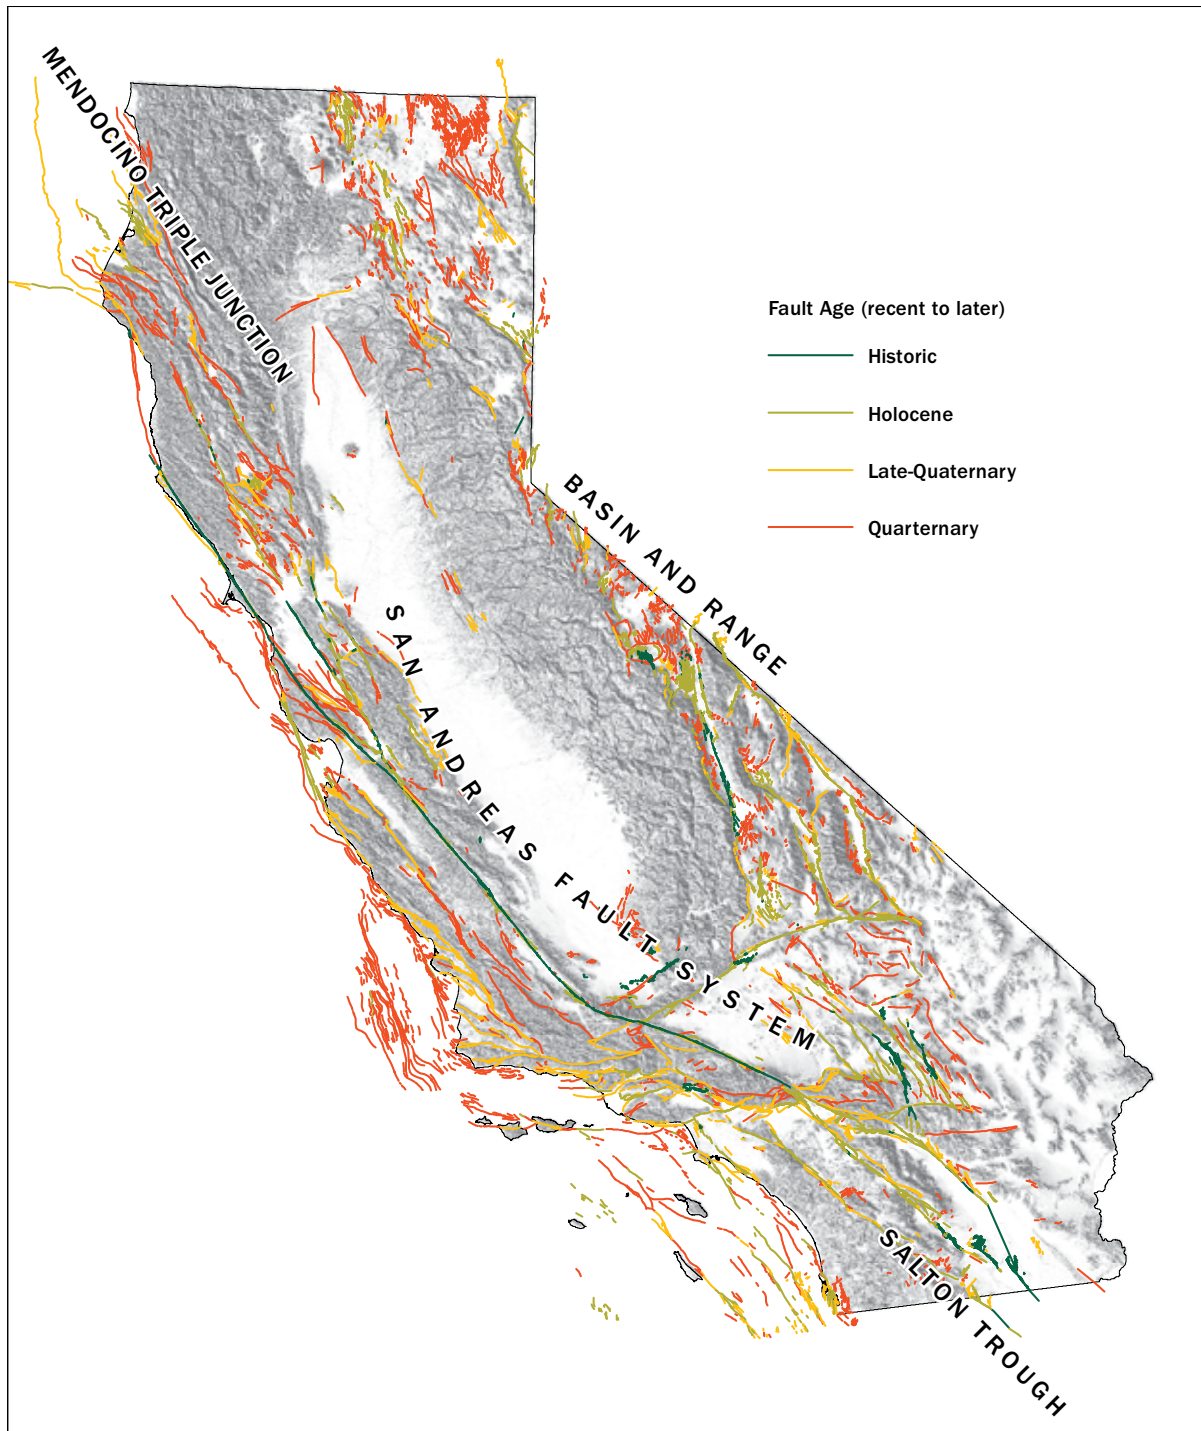 MENDOCINO TRIPLE JUNCTION
Fault Age (recent to later)
Historic
Holocene
Late-Quaternary
Quarternary
BASIN AND RANGE
SAN ANDREAS FAULT SYSTEM
SALTON TROUGH